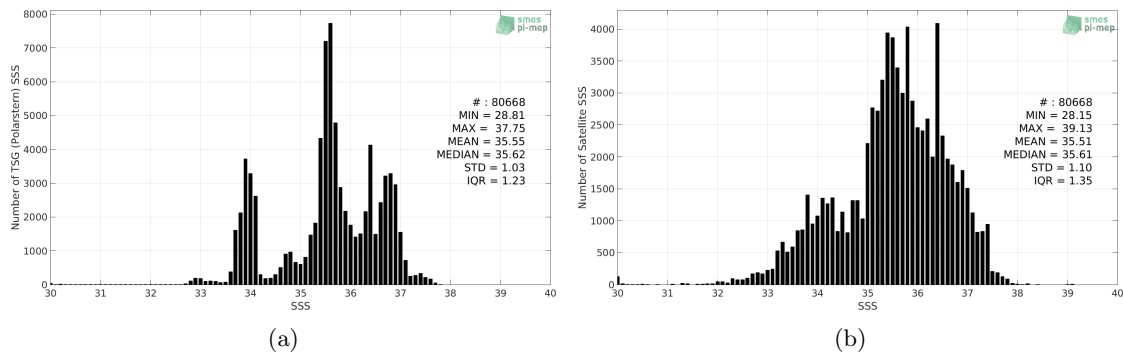 smos
pi-mep
Number of TSG (Polarstern) SSS
8000
7000
6000
5000
4000
3000
2000
1000
0
# : 80668
MIN = 28.81
MAX = 37.75
MEAN = 35.55
MEDIAN = 35.62
STD = 1.03
IQR = 1.23
30 31 32 33 34 35 36 37 38 39 40
SSS
(a)
smos
pi-mep
Number of Satellite SSS
4000
3500
3000
2500
2000
1500
1000
500
0
# : 80668
MIN = 28.15
MAX = 39.13
MEAN = 35.51
MEDIAN = 35.61
STD = 1.10
IQR = 1.35
30 31 32 33 34 35 36 37 38 39 40
SSS
(b)